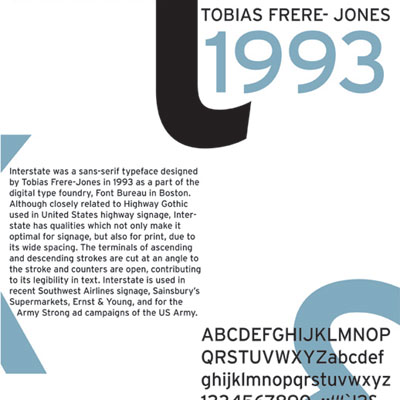 TOBIAS FRERE- JONES
1993
Interstate was a sans-serif typeface designed
by Tobias Frere-Jones in 1993 as a part of the
digital type foundry, Font Bureau in Boston.
Although closely related to Highway Gothic
used in United States highway signage, Inter-
state has qualities which not only make it
optimal for signage, but also for print, due to
its wide spacing. The terminals of ascending
and descending strokes are cut at an angle to
the stroke and counters are open, contributing
to its legibility in text. Interstate is used in
recent Southwest Airlines signage, Sainsbury's
Supermarkets, Ernst & Young, and for the
Army Strong ad campaigns of the US Army.
ABCDEFGHIJKLMNOP
QRSTUVWXYZabcdef
ghijklmnopqrstuvwxyz
1234567890